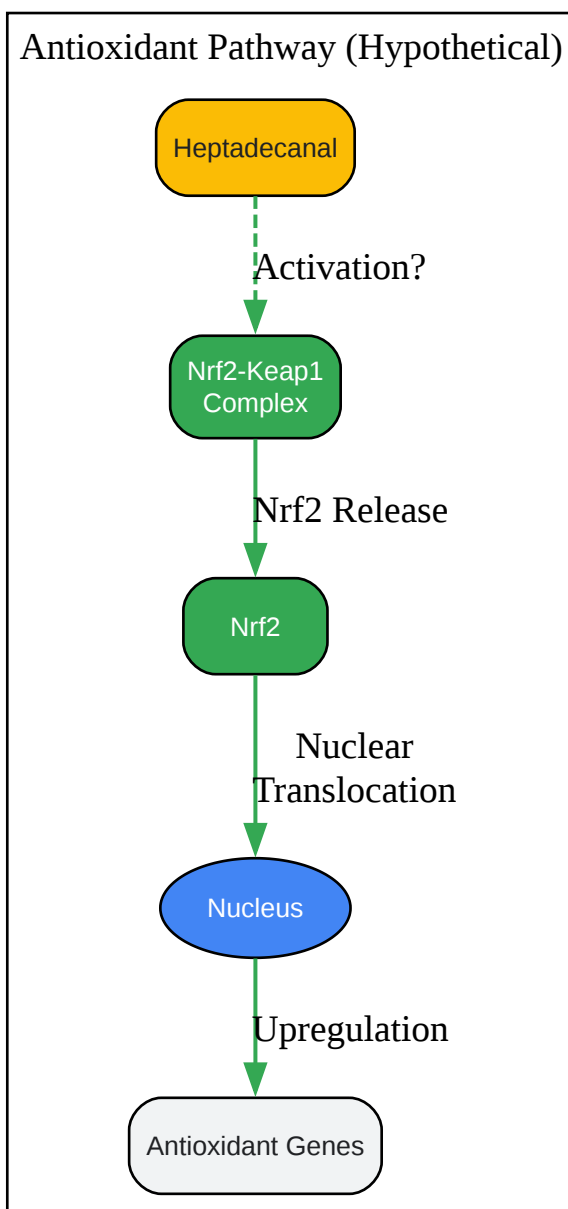 Antioxidant Pathway (Hypothetical)
Heptadecanal
Activation?
Nrf2-Keap1
Complex
Nrf2 Release
Nrf2
Nuclear
Translocation
Nucleus
Upregulation
Antioxidant Genes